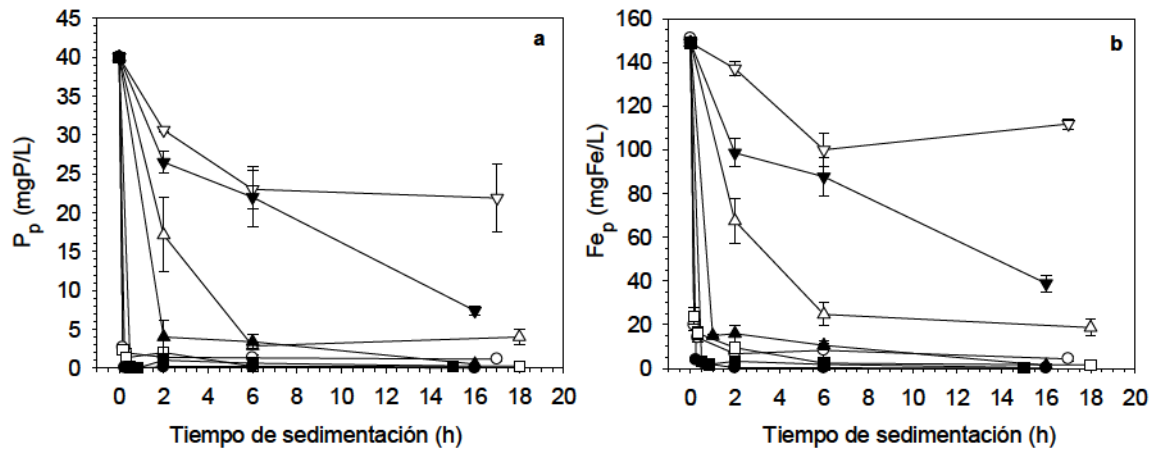 45
40
35
30
25
20
15
10
5
0
P_p (mgP/L)
a
0 2 4 6 8 10 12 14 16 18 20
Tiempo de sedimentación (h)
160
140
120
100
80
60
40
20
0
Fe_p (mgFe/L)
b
0 2 4 6 8 10 12 14 16 18 20
Tiempo de sedimentación (h)